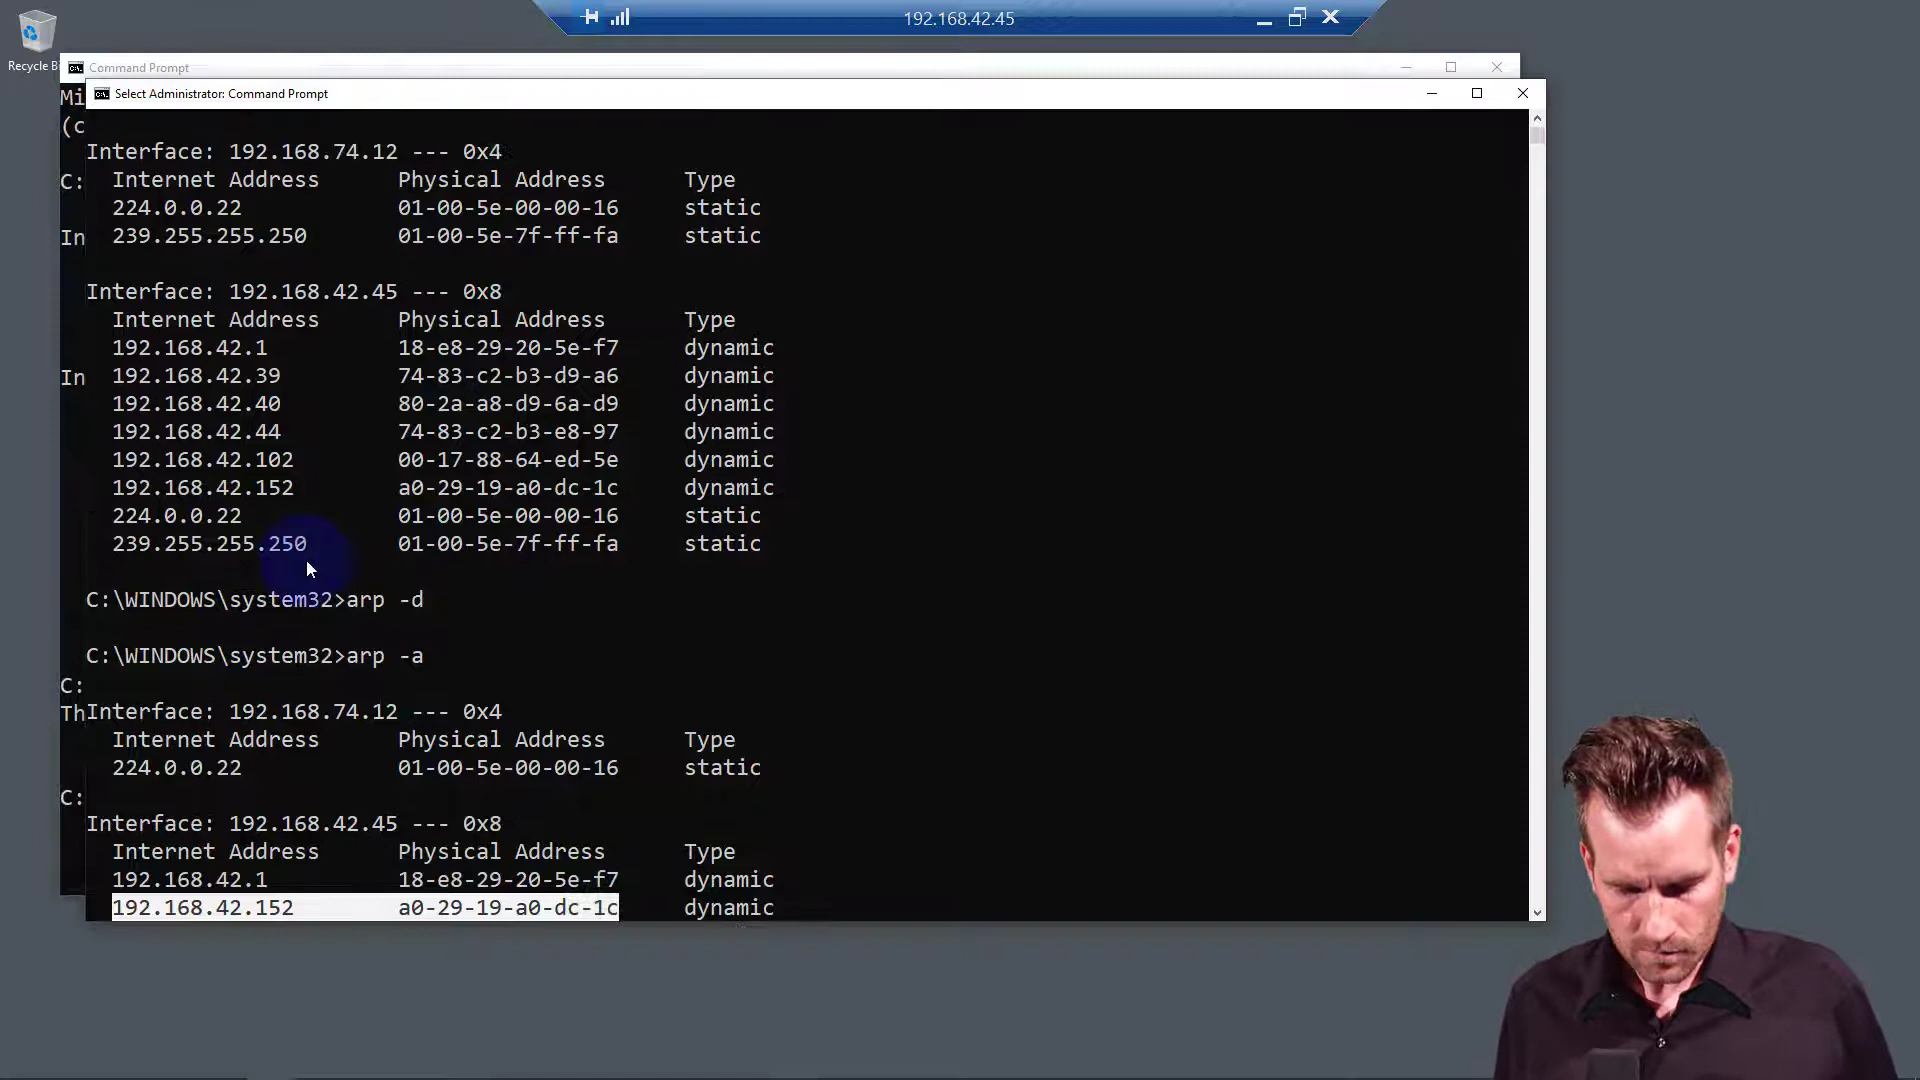 192.168.42.45
Recycle Bi
Command Prompt
Mi
Select Administrator: Command Prompt
(c
Interface: 192.168.74.12 --- 0x4
Internet Address Physical Address Type
C:
224.0.0.22 01-00-5e-00-00-16 static
239.255.255.250 01-00-5e-7f-ff-fa static
In
Interface: 192.168.42.45 --- 0x8
Internet Address Physical Address Type
192.168.42.1 18-e8-29-20-5e-f7 dynamic
In
192.168.42.39 74-83-c2-b3-d9-a6 dynamic
192.168.42.40 80-2a-a8-d9-6a-d9 dynamic
192.168.42.44 74-83-c2-b3-e8-97 dynamic
192.168.42.102 00-17-88-64-ed-5e dynamic
192.168.42.152 a0-29-19-a0-dc-1c dynamic
224.0.0.22 01-00-5e-00-00-16 static
239.255.255.250 01-00-5e-7f-ff-fa static
C:\WINDOWS\system32>arp -d
C:\WINDOWS\system32>arp -a
C:
Th
Interface: 192.168.74.12 --- 0x4
Internet Address Physical Address Type
224.0.0.22 01-00-5e-00-00-16 static
C:
Interface: 192.168.42.45 --- 0x8
Internet Address Physical Address Type
192.168.42.1 18-e8-29-20-5e-f7 dynamic
192.168.42.152 a0-29-19-a0-dc-1c dynamic